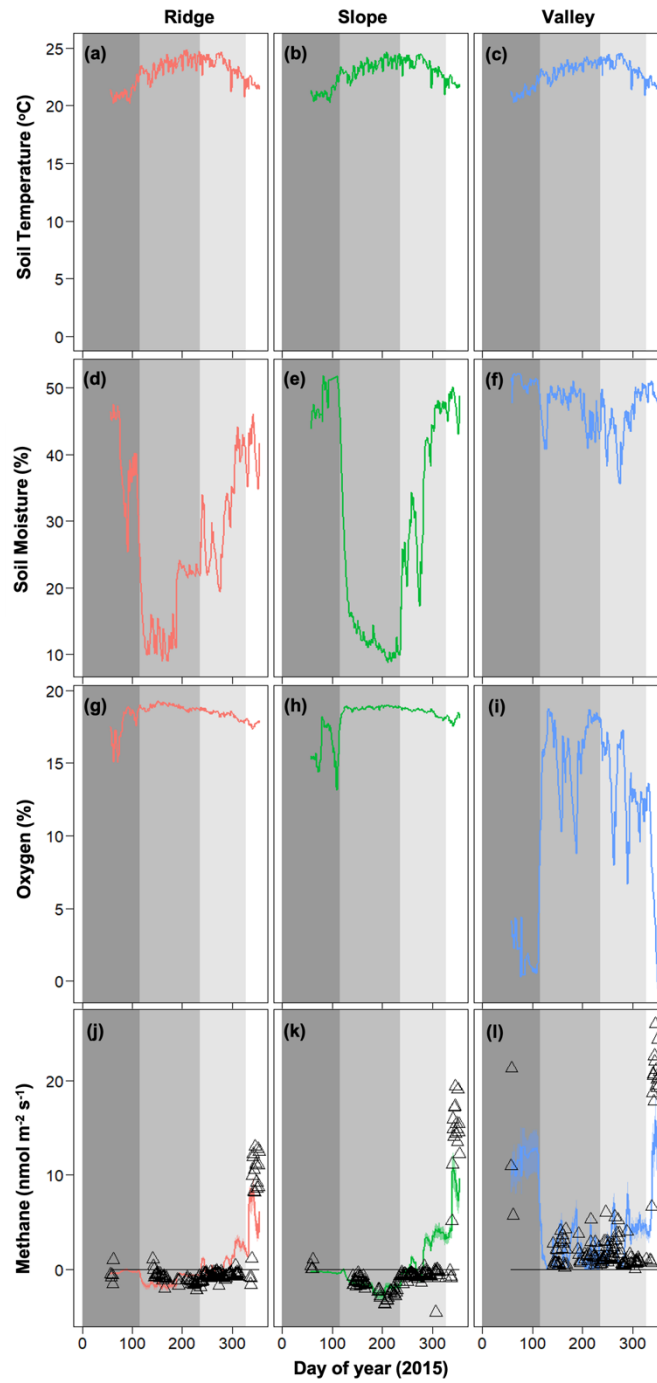 Ridge Slope Valley
Soil Temperature (°C)
25
20
15
10
5
0
(a) (b) (c)
Soil Moisture (%)
50
40
30
20
10
(d) (e) (f)
Oxygen (%)
20
15
10
5
0
(g) (h) (i)
Methane (nmol m⁻² s⁻¹)
20
10
0
(j) (k) (l)
0 100 200 300 0 100 200 300 0 100 200 300
Day of year (2015)